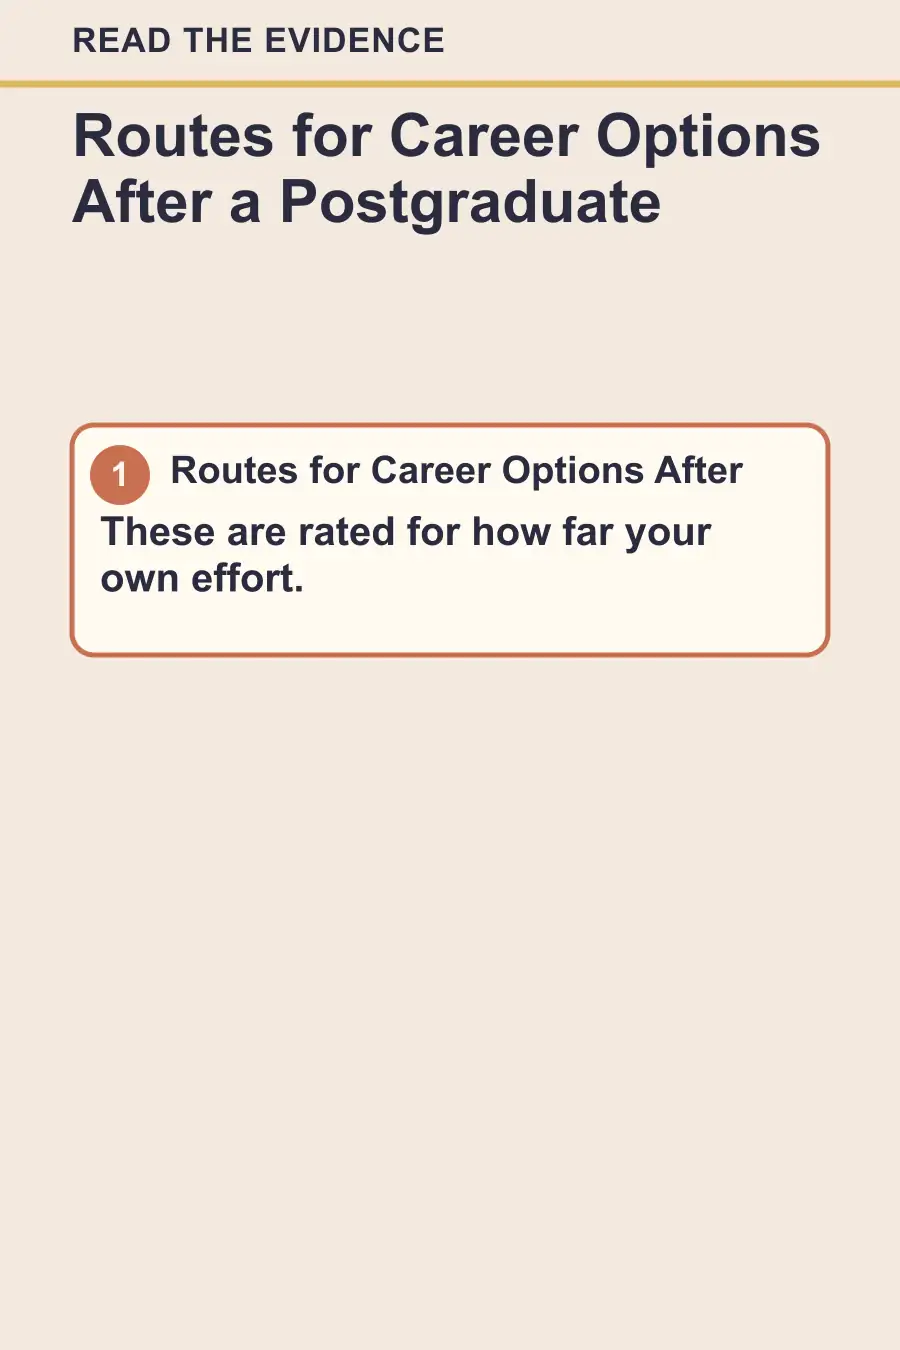 READ THE EVIDENCE
Routes for Career Options
After a Postgraduate
1 Routes for Career Options After
These are rated for how far your
own effort.